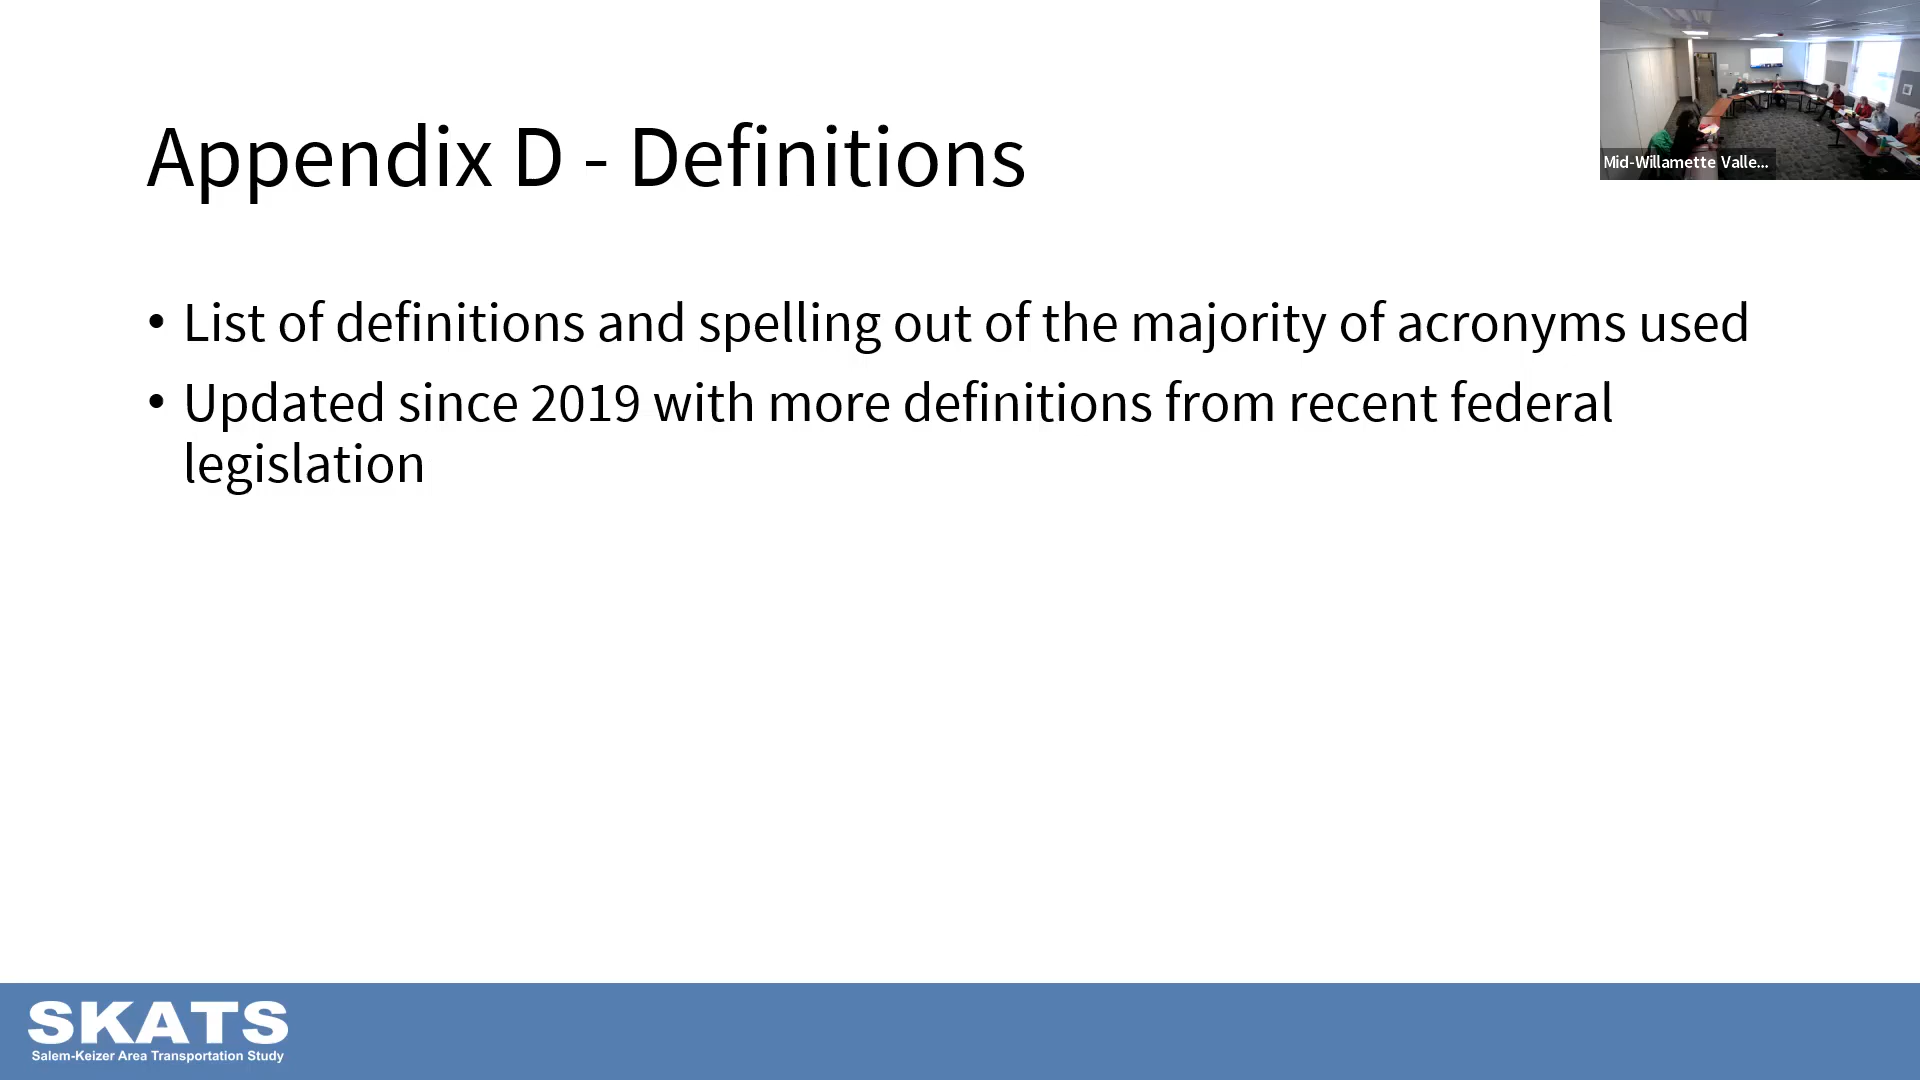 Appendix D - Definitions
• List of definitions and spelling out of the majority of acronyms used
• Updated since 2019 with more definitions from recent federal
legislation
Mid-Willamette Valle...
SKATS
Salem-Keizer Area Transportation Study